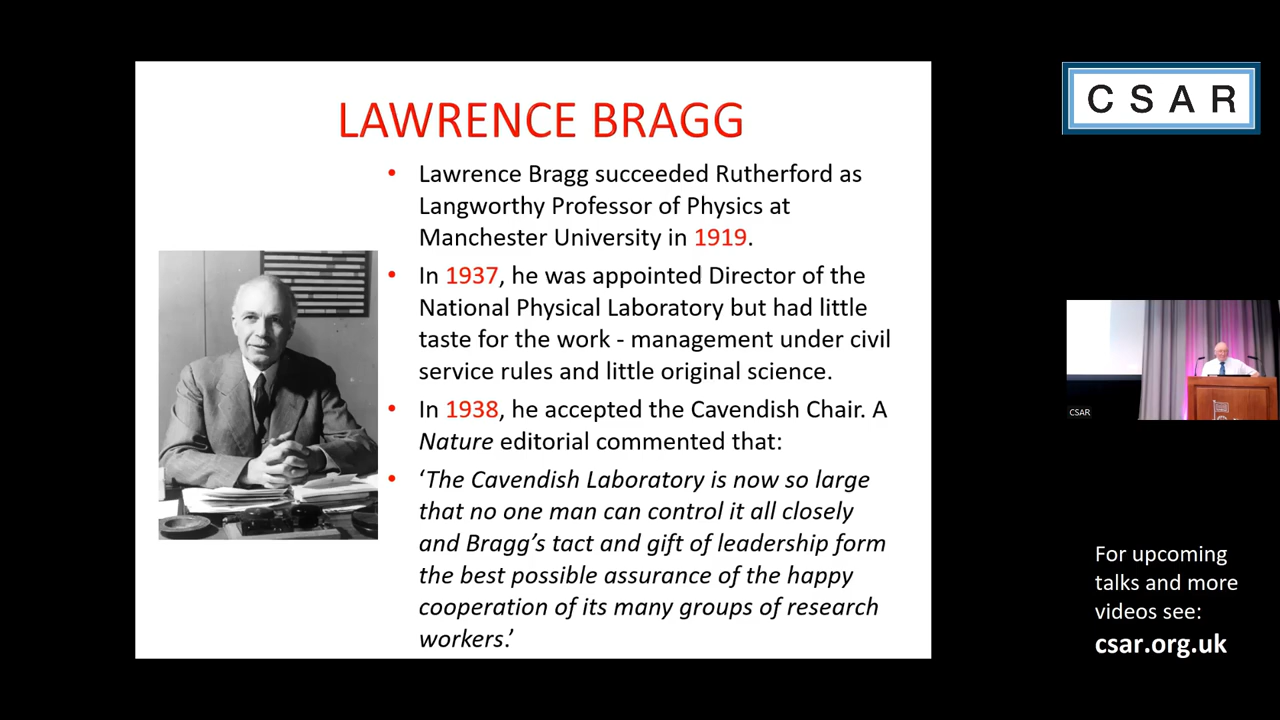 LAWRENCE BRAGG
• Lawrence Bragg succeeded Rutherford as
Langworthy Professor of Physics at
Manchester University in 1919.
• In 1937, he was appointed Director of the
National Physical Laboratory but had little
taste for the work - management under civil
service rules and little original science.
• In 1938, he accepted the Cavendish Chair. A
Nature editorial commented that:
• ‘The Cavendish Laboratory is now so large
that no one man can control it all closely
and Bragg’s tact and gift of leadership form
the best possible assurance of the happy
cooperation of its many groups of research
workers.’
CSAR
CSAR
For upcoming
talks and more
videos see:
csar.org.uk